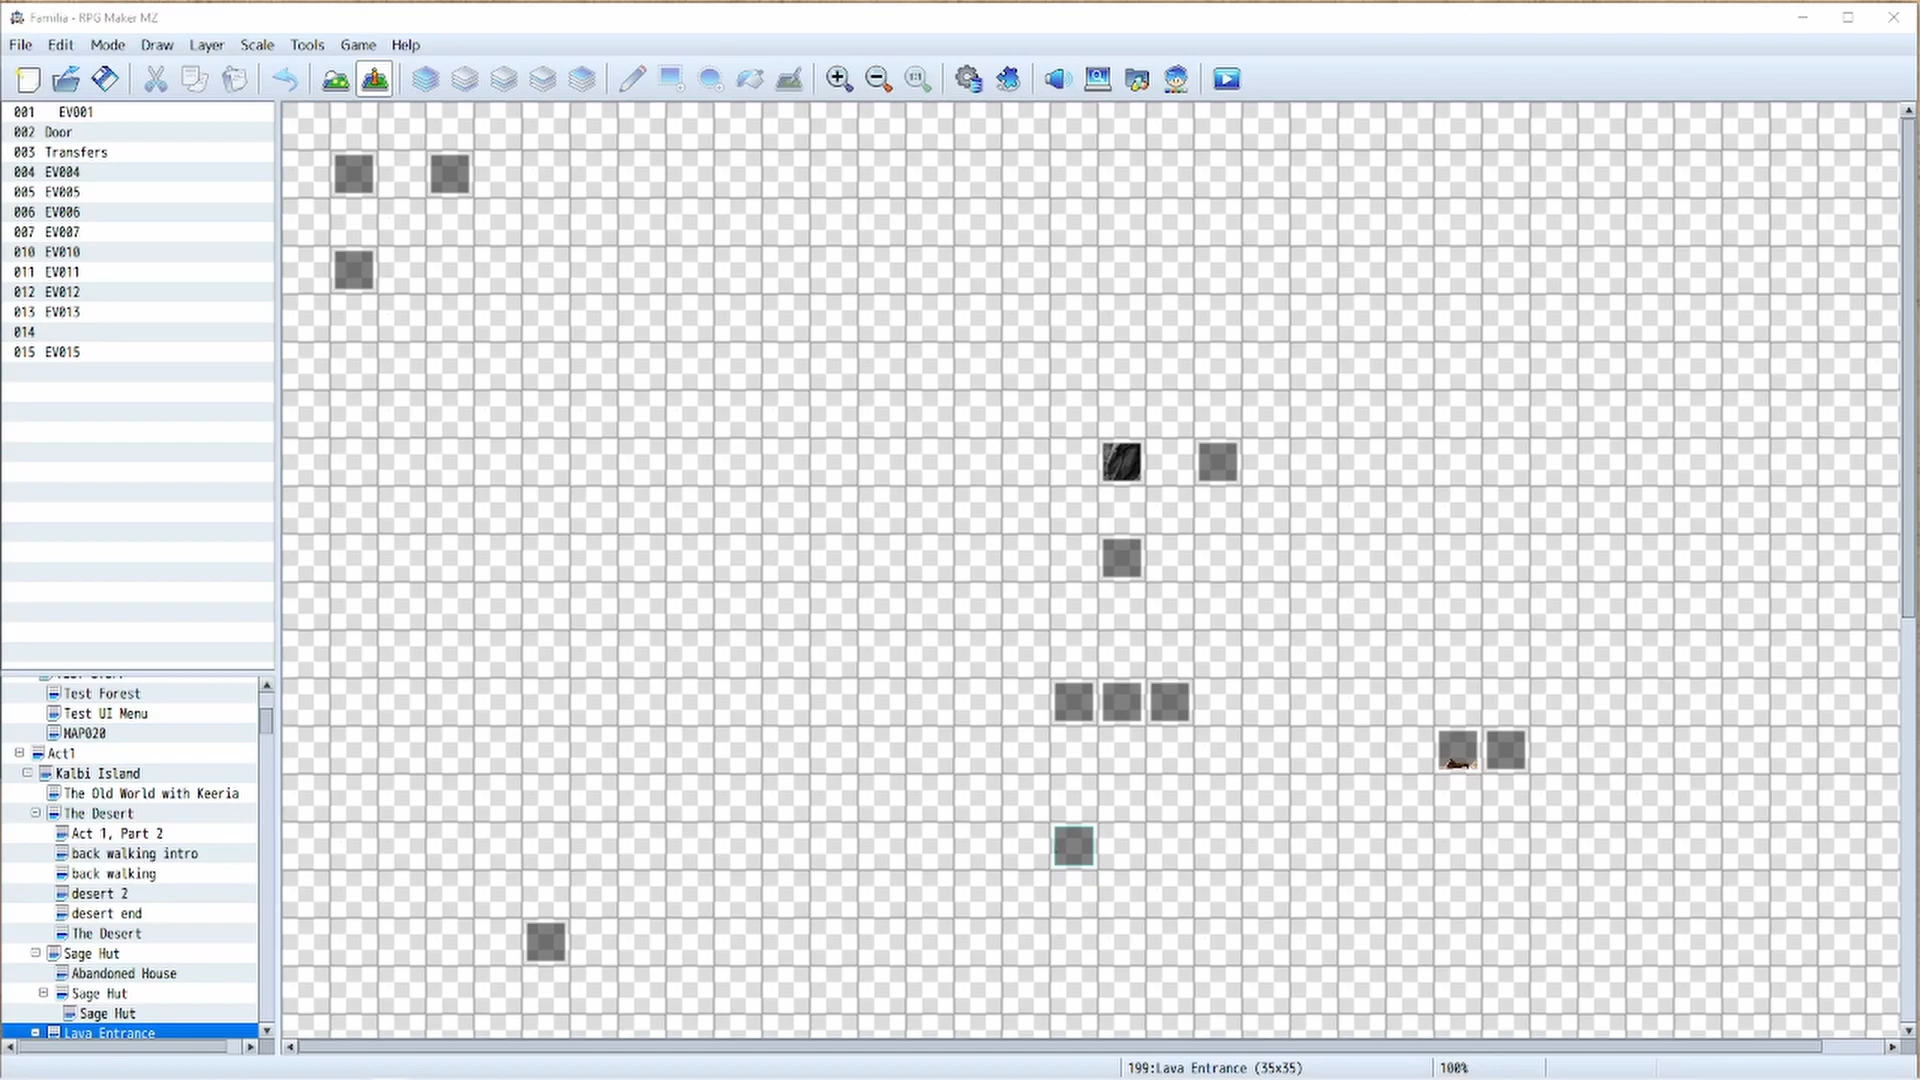 Familia - RPG Maker MZ
File Edit Mode Draw Layer Scale Tools Game Help
1:1
001 EV001
002 Door
003 Transfers
004 EV004
005 EV005
006 EV006
007 EV007
010 EV010
011 EV011
012 EV012
013 EV013
014
015 EV015
Test Forest
Test UI Menu
MAP020
Act1
Kalbi Island
The Old World with Keeria
The Desert
Act 1, Part 2
back walking intro
back walking
desert 2
desert end
The Desert
Sage Hut
Abandoned House
Sage Hut
Sage Hut
Lava Entrance
199:Lava Entrance (35x35) 100%